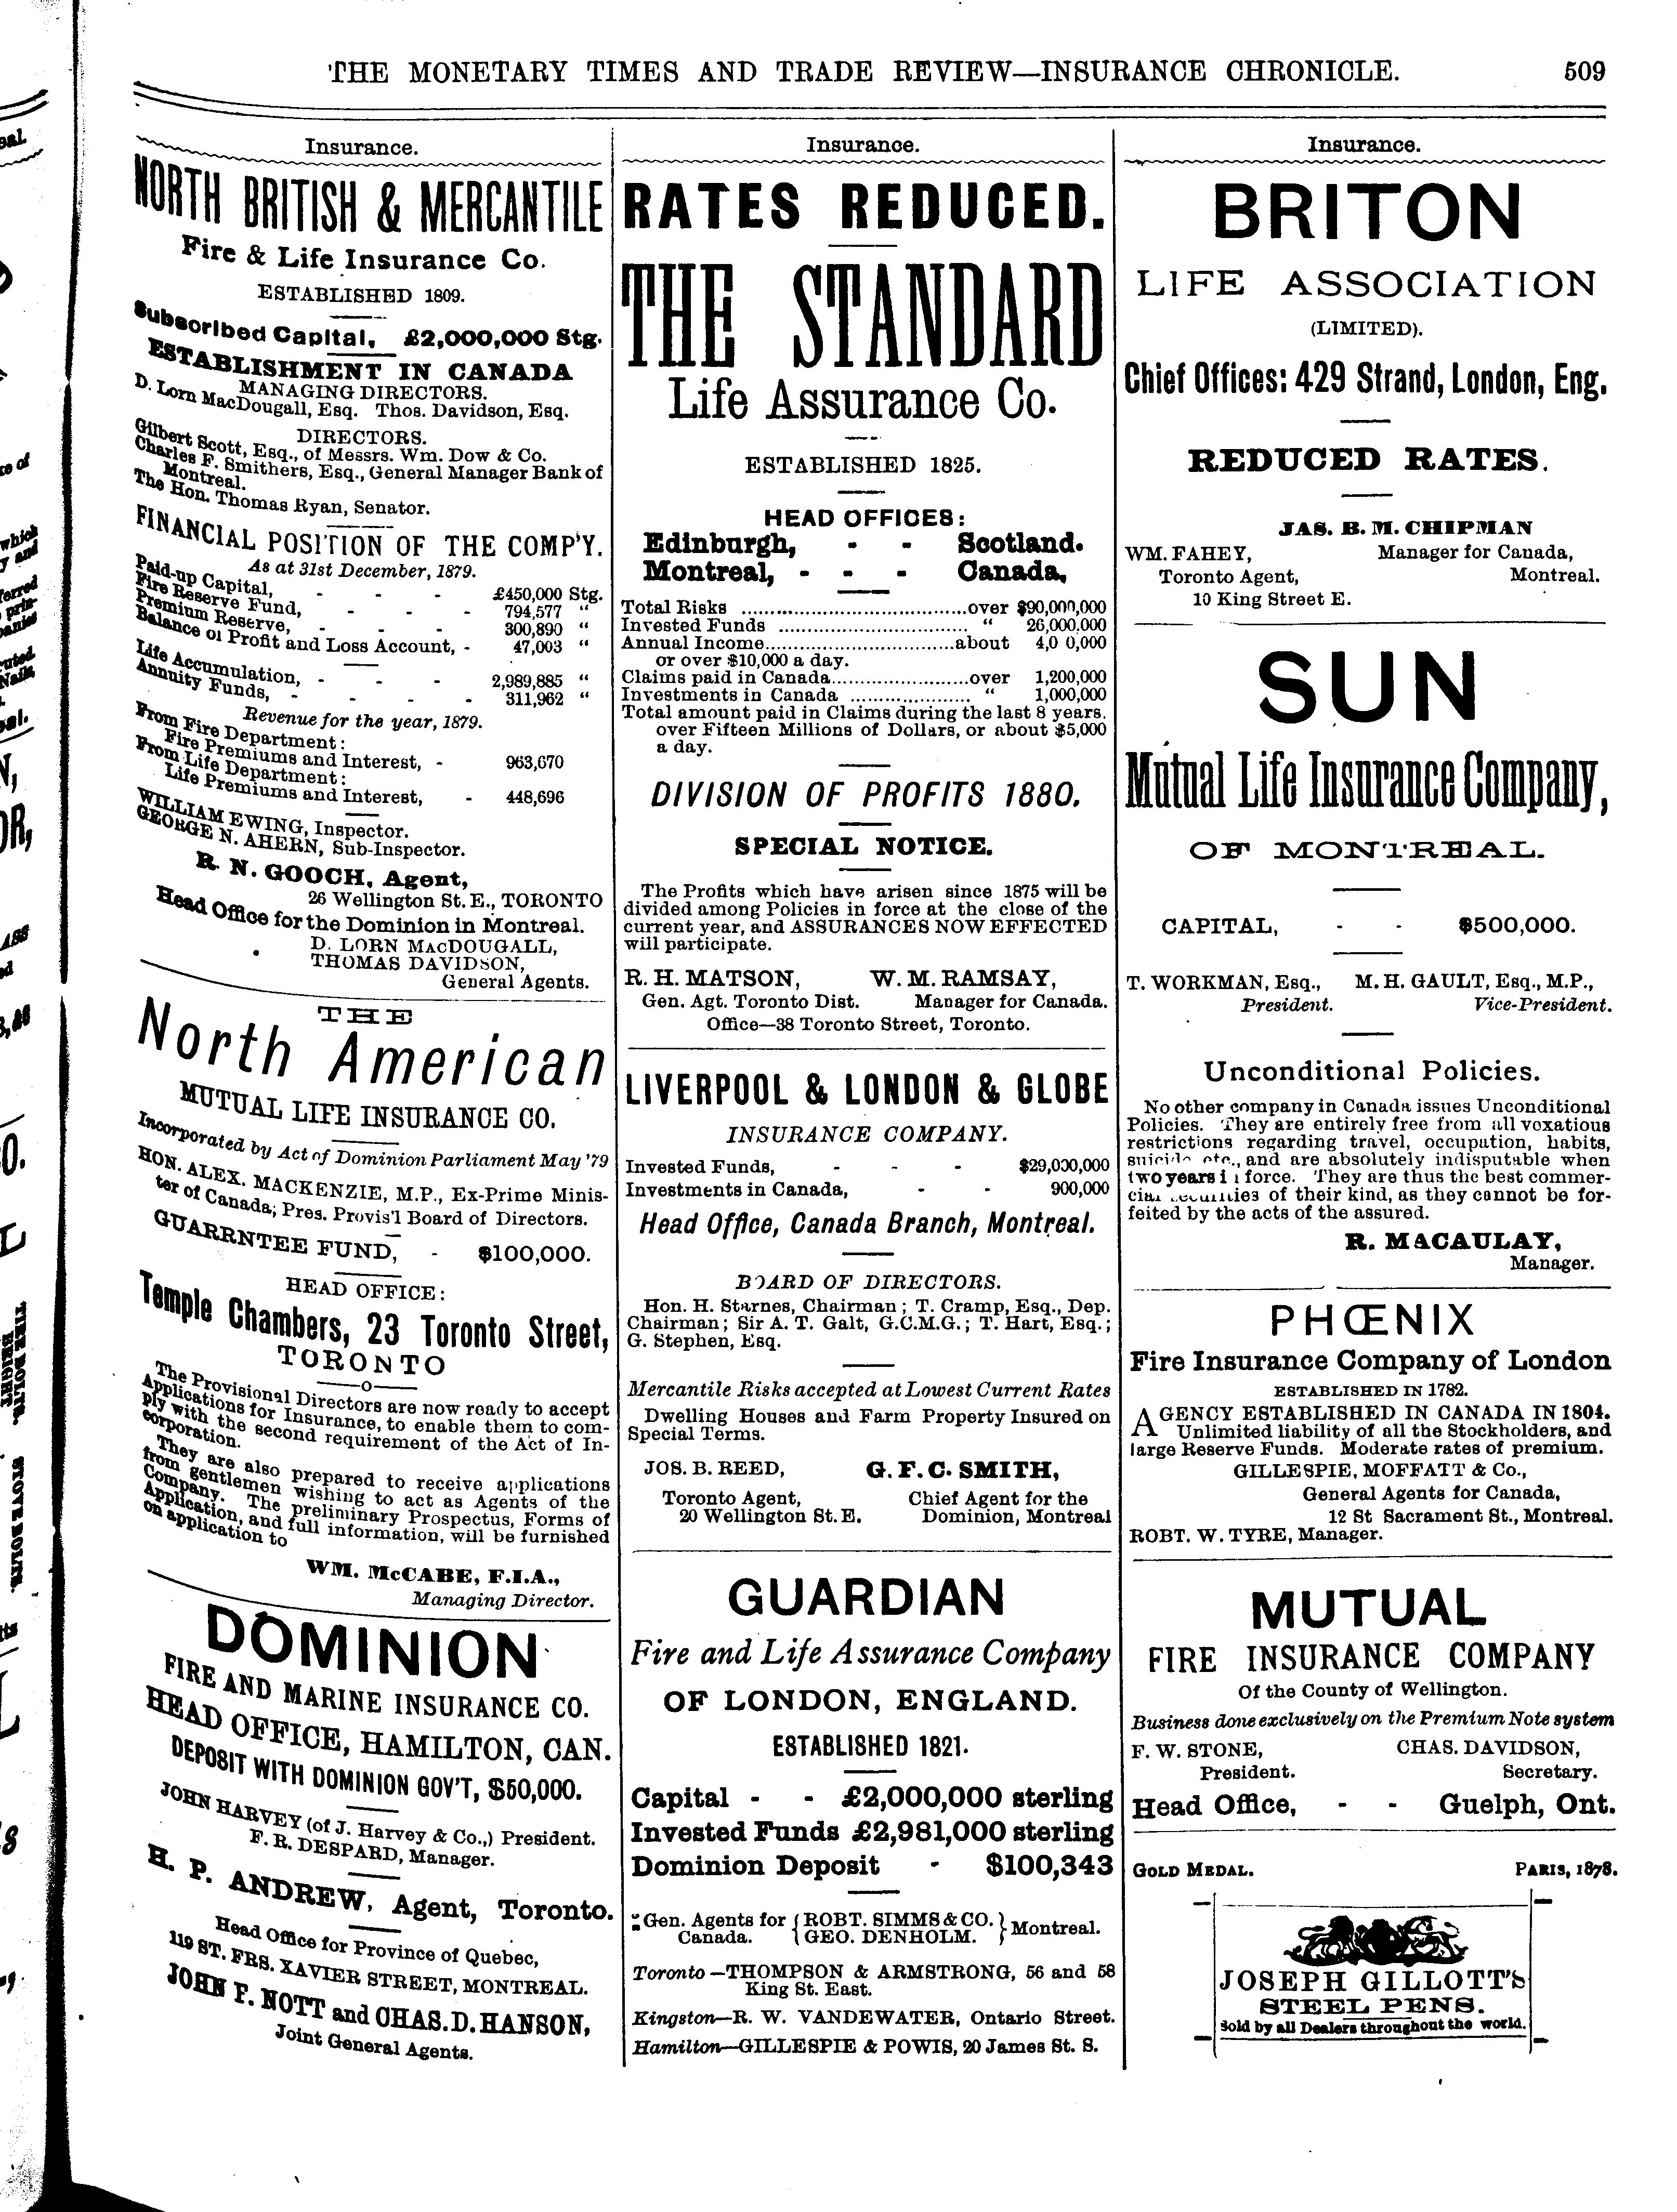 THE MONETARY TIMES AND TRADE REVIEW—INSURANCE CHRONICLE. 509
Insurance.
NORTH BRITISH & MERCANTILE
Fire & Life Insurance Co.
ESTABLISHED 1809.
Subscribed Capital, £2,000,000 Stg.
ESTABLISHMENT IN CANADA
MANAGING DIRECTORS.
D. Lorn MacDougall, Esq. Thos. Davidson, Esq.
DIRECTORS.
Gilbert Scott, Esq., of Messrs. Wm. Dow & Co.
Charles F. Smithers, Esq., General Manager Bank of
Montreal.
The Hon. Thomas Ryan, Senator.
FINANCIAL POSITION OF THE COMP'Y.
As at 31st December, 1879.
Paid-up Capital, - - - £450,000 Stg.
Fire Reserve Fund, - - - 794,577 "
Premium Reserve, - - - 300,890 "
Balance of Profit and Loss Account, - 47,003 "
Life Accumulation, - - - 2,989,885 "
Annuity Funds, - - - - 311,962 "
Revenue for the year, 1879.
From Fire Department:
Fire Premiums and Interest, - 963,670
From Life Department:
Life Premiums and Interest, - 448,696
WILLIAM EWING, Inspector.
GEORGE N. AHERN, Sub-Inspector.
R. N. GOOCH, Agent,
26 Wellington St. E., TORONTO
Head Office for the Dominion in Montreal.
D. LORN MACDOUGALL,
THOMAS DAVIDSON,
General Agents.
THE
North American
MUTUAL LIFE INSURANCE CO.
Incorporated by Act of Dominion Parliament May '79
HON. ALEX. MACKENZIE, M.P., Ex-Prime Minis-
ter of Canada; Pres. Provis'l Board of Directors.
GUARRNTEE FUND, - $100,000.
HEAD OFFICE:
Temple Chambers, 23 Toronto Street,
TORONTO
—o—
The Provisional Directors are now ready to accept
Applications for Insurance, to enable them to com-
ply with the second requirement of the Act of In-
corporation.
They are also prepared to receive applications
from gentlemen wishing to act as Agents of the
Company. The preliminary Prospectus, Forms of
Application, and full information, will be furnished
on application to
WM. McCABE, F.I.A.,
Managing Director.
DOMINION
FIRE AND MARINE INSURANCE CO.
HEAD OFFICE, HAMILTON, CAN.
DEPOSIT WITH DOMINION GOV'T, $50,000.
JOHN HARVEY (of J. Harvey & Co.,) President.
F. R. DESPARD, Manager.
H. P. ANDREW, Agent, Toronto.
Head Office for Province of Quebec,
119 ST. FRS. XAVIER STREET, MONTREAL.
JOHN F. NOTT and CHAS. D. HANSON,
Joint General Agents.
Insurance.
RATES REDUCED.
THE STANDARD
Life Assurance Co.
ESTABLISHED 1825.
HEAD OFFICES:
Edinburgh, - - Scotland.
Montreal, - - - Canada,
Total Risks ..... over $90,000,000
Invested Funds ..... " 26,000,000
Annual Income ..... about 4,0 0,000
or over $10,000 a day.
Claims paid in Canada ..... over 1,200,000
Investments in Canada ..... " 1,000,000
Total amount paid in Claims during the last 8 years,
over Fifteen Millions of Dollars, or about $5,000
a day.
DIVISION OF PROFITS 1880.
SPECIAL NOTICE.
The Profits which have arisen since 1875 will be
divided among Policies in force at the close of the
current year, and ASSURANCES NOW EFFECTED
will participate.
R. H. MATSON, W. M. RAMSAY,
Gen. Agt. Toronto Dist. Manager for Canada.
Office—38 Toronto Street, Toronto.
LIVERPOOL & LONDON & GLOBE
INSURANCE COMPANY.
Invested Funds, - - - $29,000,000
Investments in Canada, - - 900,000
Head Office, Canada Branch, Montreal.
BOARD OF DIRECTORS.
Hon. H. Starnes, Chairman; T. Cramp, Esq., Dep.
Chairman; Sir A. T. Galt, G.C.M.G.; T. Hart, Esq.;
G. Stephen, Esq.
Mercantile Risks accepted at Lowest Current Rates
Dwelling Houses and Farm Property Insured on
Special Terms.
JOS. B. REED, G. F. C. SMITH,
Toronto Agent, Chief Agent for the
20 Wellington St. E. Dominion, Montreal
GUARDIAN
Fire and Life Assurance Company
OF LONDON, ENGLAND.
ESTABLISHED 1821.
Capital - - £2,000,000 sterling
Invested Funds £2,981,000 sterling
Dominion Deposit - $100,343
Gen. Agents for { ROBT. SIMMS & CO. } Montreal.
Canada. { GEO. DENHOLM. }
Toronto—THOMPSON & ARMSTRONG, 56 and 58
King St. East.
Kingston—R. W. VANDEWATER, Ontario Street.
Hamilton—GILLESPIE & POWIS, 20 James St. S.
Insurance.
BRITON
LIFE ASSOCIATION
(LIMITED).
Chief Offices: 429 Strand, London, Eng.
REDUCED RATES.
JAS. B. M. CHIPMAN
WM. FAHEY, Manager for Canada,
Toronto Agent, Montreal.
10 King Street E.
SUN
Mutual Life Insurance Company,
OF MONTREAL.
CAPITAL, - - $500,000.
T. WORKMAN, Esq., M. H. GAULT, Esq., M.P.,
President. Vice-President.
Unconditional Policies.
No other company in Canada issues Unconditional
Policies. They are entirely free from all voxatious
restrictions regarding travel, occupation, habits,
suicide etc., and are absolutely indisputable when
two years i force. They are thus the best commer-
cial securities of their kind, as they cannot be for-
feited by the acts of the assured.
R. MACAULAY,
Manager.
PHŒNIX
Fire Insurance Company of London
ESTABLISHED IN 1782.
AGENCY ESTABLISHED IN CANADA IN 1804.
Unlimited liability of all the Stockholders, and
large Reserve Funds. Moderate rates of premium.
GILLESPIE, MOFFATT & Co.,
General Agents for Canada,
12 St Sacrament St., Montreal.
ROBT. W. TYRE, Manager.
MUTUAL
FIRE INSURANCE COMPANY
Of the County of Wellington.
Business done exclusively on the Premium Note system
F. W. STONE, CHAS. DAVIDSON,
President. Secretary.
Head Office, - - Guelph, Ont.
GOLD MEDAL. PARIS, 1878.
JOSEPH GILLOTT'S
STEEL PENS.
Sold by all Dealers throughout the world.